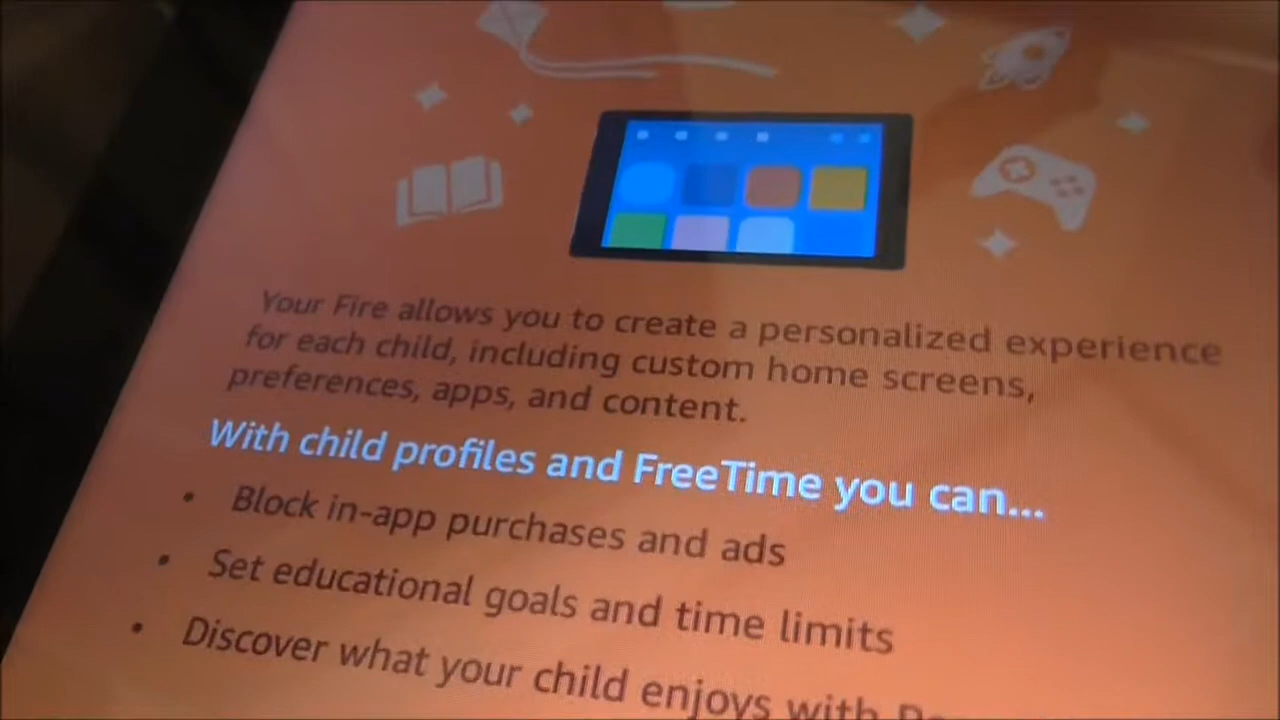 Your Fire allows you to create a personalized experience
for each child, including custom home screens,
preferences, apps, and content.
With child profiles and FreeTime you can...
• Block in-app purchases and ads
• Set educational goals and time limits
• Discover what your child enjoys with